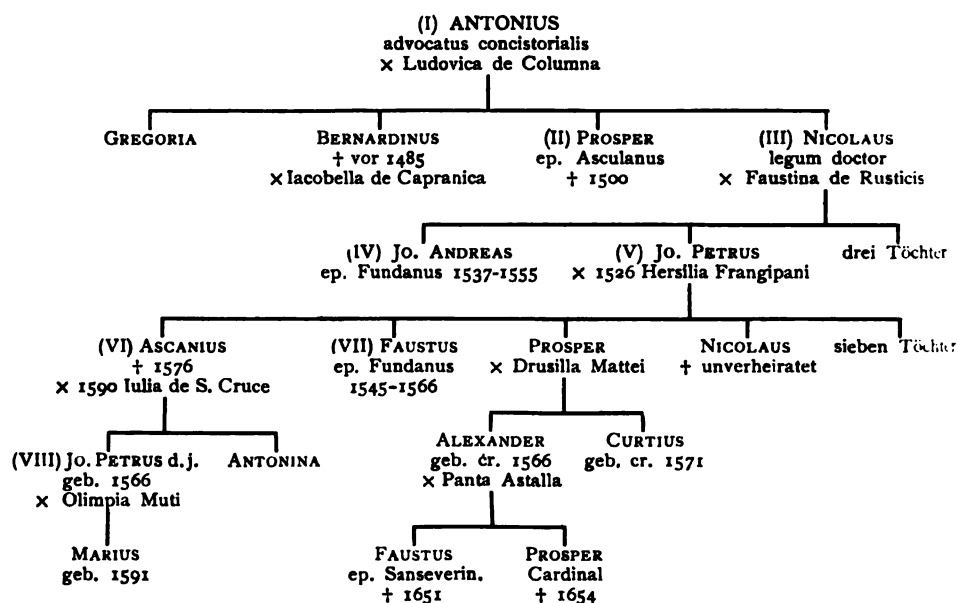 (I) ANTONIUS
advocatus concistorialis
× Ludovica de Columna
GREGORIA
BERNARDINUS
† vor 1485
× Iacobella de Capranica
(II) PROSPER
ep. Asculanus
† 1500
(III) NICOLAUS
legum doctor
× Faustina de Rusticis
(IV) JO. ANDREAS
ep. Fundanus 1537-1555
(V) JO. PETRUS
× 1526 Hersilia Frangipani
drei Töchter
(VI) ASCANIUS
† 1576
× 1590 Iulia de S. Cruce
(VII) FAUSTUS
ep. Fundanus
1545-1566
PROSPER
× Drusilla Mattei
NICOLAUS
† unverheiratet
sieben Töchter
(VIII) JO. PETRUS d. j.
geb. 1566
× Olimpia Muti
ANTONINA
ALEXANDER
geb. cr. 1566
× Panta Astalla
CURTIUS
geb. cr. 1571
MARIUS
geb. 1591
FAUSTUS
ep. Sanseverin.
† 1651
PROSPER
Cardinal
† 1654